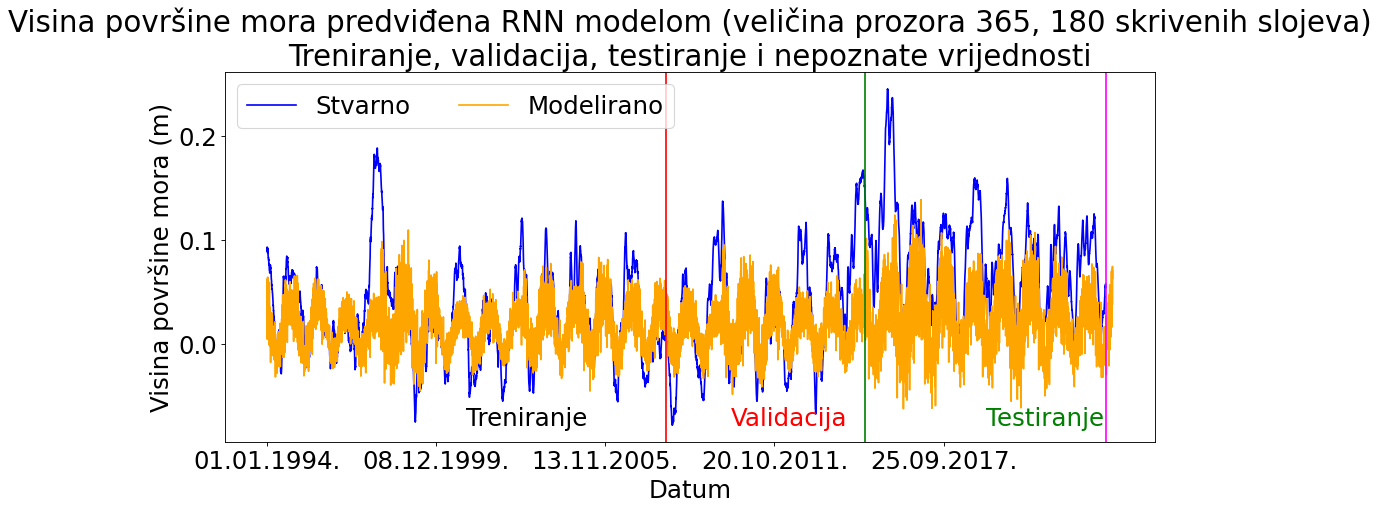 Visina površine mora predviđena RNN modelom (veličina prozora 365, 180 skrivenih slojeva)
Treniranje, validacija, testiranje i nepoznate vrijednosti
Stvarno Modelirano
Visina površine mora (m)
0.2
0.1
0.0
Treniranje Validacija Testiranje
01.01.1994. 08.12.1999. 13.11.2005. 20.10.2011. 25.09.2017.
Datum